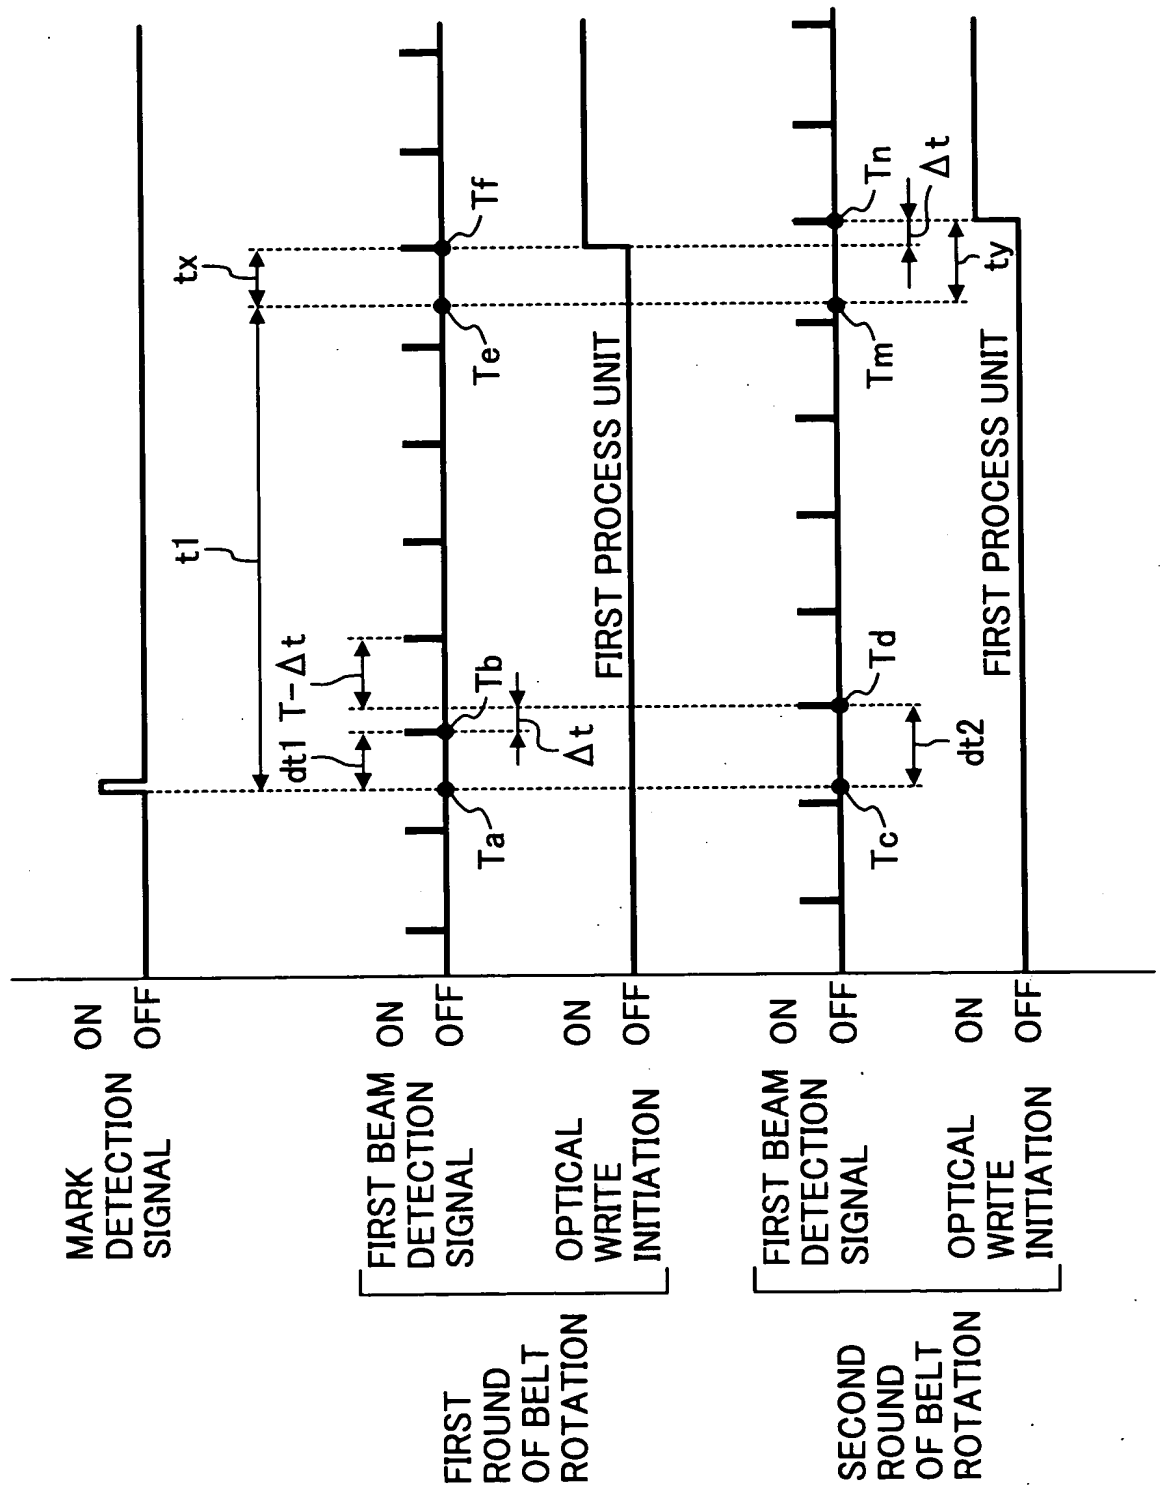 MARK
DETECTION
SIGNAL
ON
OFF
t1
tx
FIRST
ROUND
OF BELT
ROTATION
FIRST BEAM
DETECTION
SIGNAL
ON
OFF
dt1
T-Δt
Ta
Tb
Δt
Te
Tf
OPTICAL
WRITE
INITIATION
ON
OFF
FIRST PROCESS UNIT
SECOND
ROUND
OF BELT
ROTATION
FIRST BEAM
DETECTION
SIGNAL
ON
OFF
Tc
Td
dt2
Tm
Tn
Δt
ty
OPTICAL
WRITE
INITIATION
ON
OFF
FIRST PROCESS UNIT